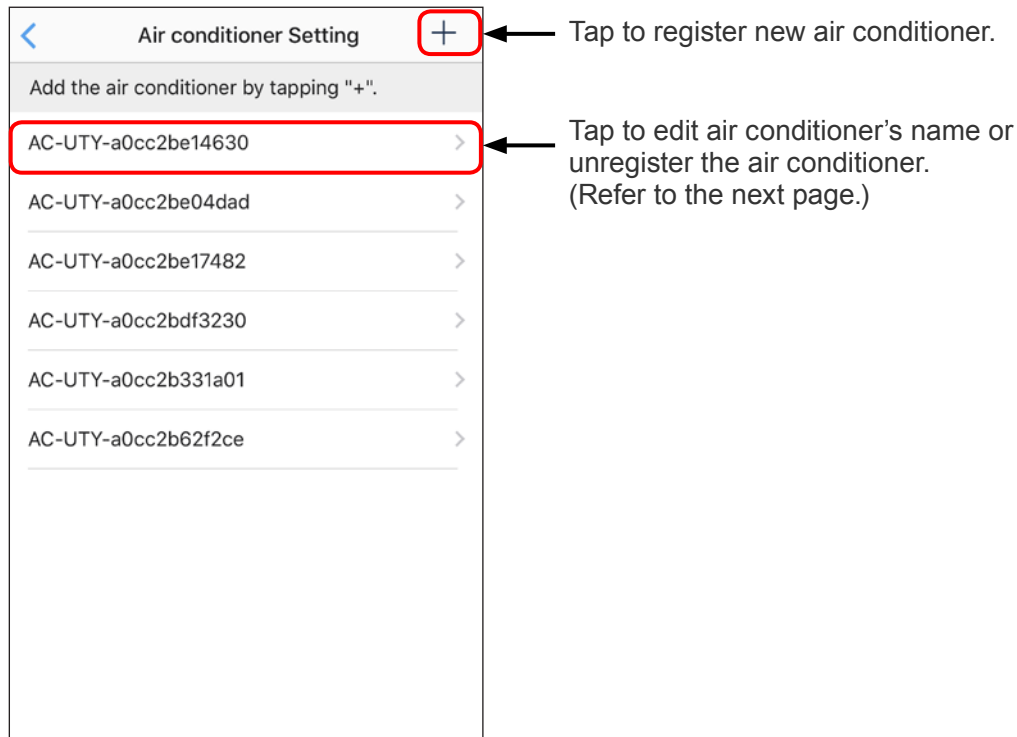 Air conditioner Setting
Tap to register new air conditioner.
Add the air conditioner by tapping "+".
AC-UTY-a0cc2be14630
Tap to edit air conditioner’s name or
unregister the air conditioner.
(Refer to the next page.)
AC-UTY-a0cc2be04dad
AC-UTY-a0cc2be17482
AC-UTY-a0cc2bdf3230
AC-UTY-a0cc2b331a01
AC-UTY-a0cc2b62f2ce